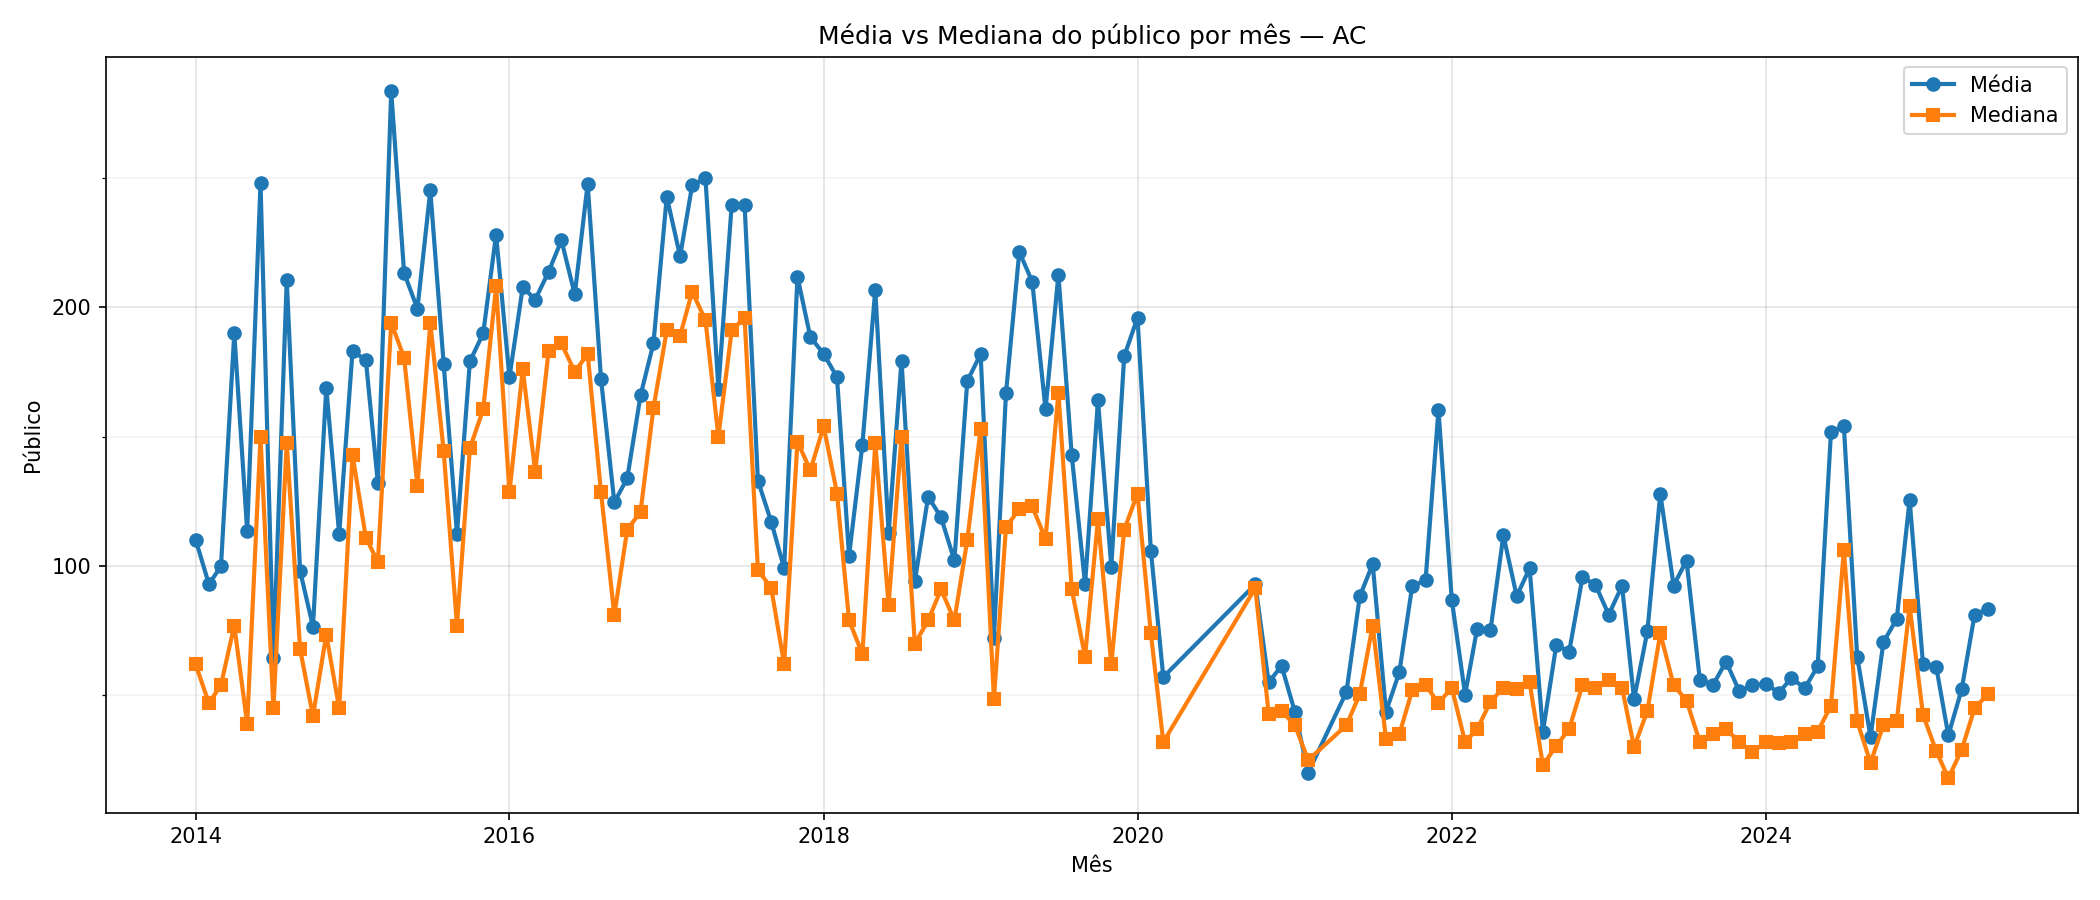 Média vs Mediana do público por mês — AC
Média
Mediana
Público
200
100
2014
2016
2018
2020
2022
2024
Mês